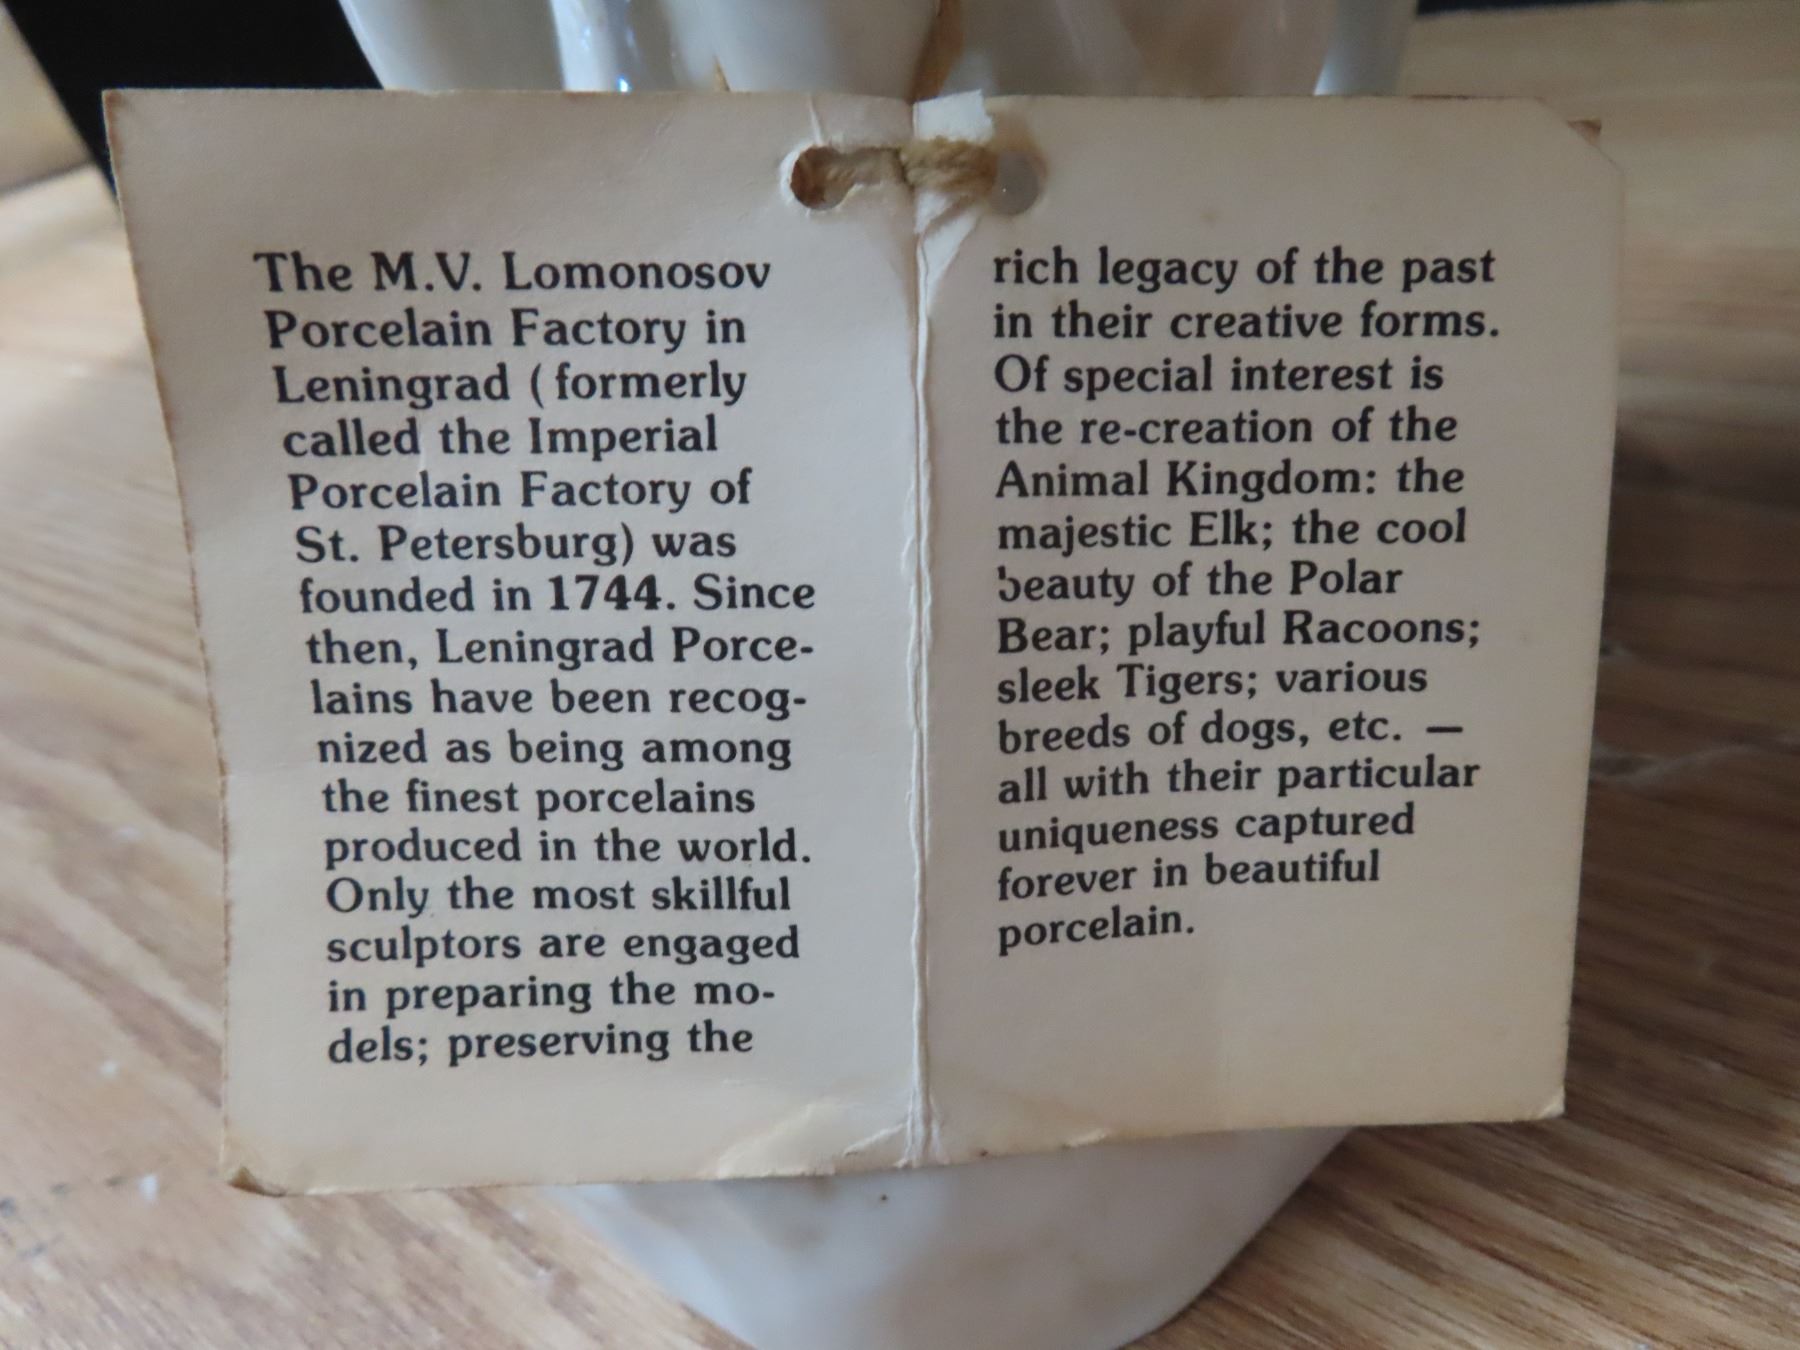 The M.V. Lomonosov
Porcelain Factory in
Leningrad (formerly
called the Imperial
Porcelain Factory of
St. Petersburg) was
founded in 1744. Since
then, Leningrad Porce-
lains have been recog-
nized as being among
the finest porcelains
produced in the world.
Only the most skillful
sculptors are engaged
in preparing the mo-
dels; preserving the
rich legacy of the past
in their creative forms.
Of special interest is
the re-creation of the
Animal Kingdom: the
majestic Elk; the cool
beauty of the Polar
Bear; playful Racoons;
sleek Tigers; various
breeds of dogs, etc. —
all with their particular
uniqueness captured
forever in beautiful
porcelain.